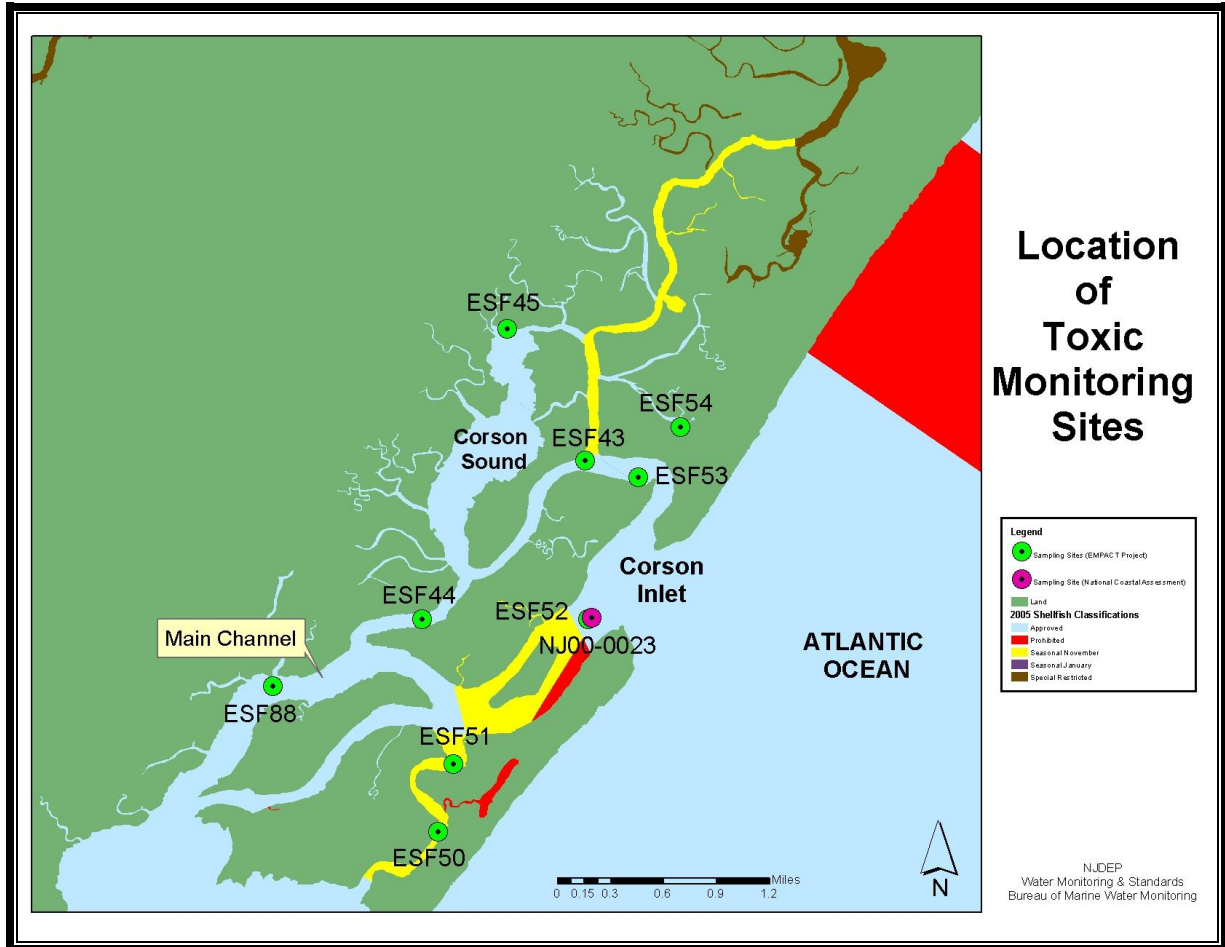 Location
of
Toxic
Monitoring
Sites
ESF45
ESF54
ESF43
Corson
Sound
ESF53
Corson
Inlet
ESF44
ESF52
Main Channel
NJ00-0023
ATLANTIC
OCEAN
ESF88
ESF51
ESF50
Miles
0 0.15 0.3 0.6 0.9 1.2
N
Legend
Sampling Sites (EMPACT Project)
Sampling Site (National Coastal Assessment)
Land
2005 Shellfish Classifications
Approved
Prohibited
Seasonal November
Seasonal January
Special Restricted
NJDEP
Water Monitoring & Standards
Bureau of Marine Water Monitoring